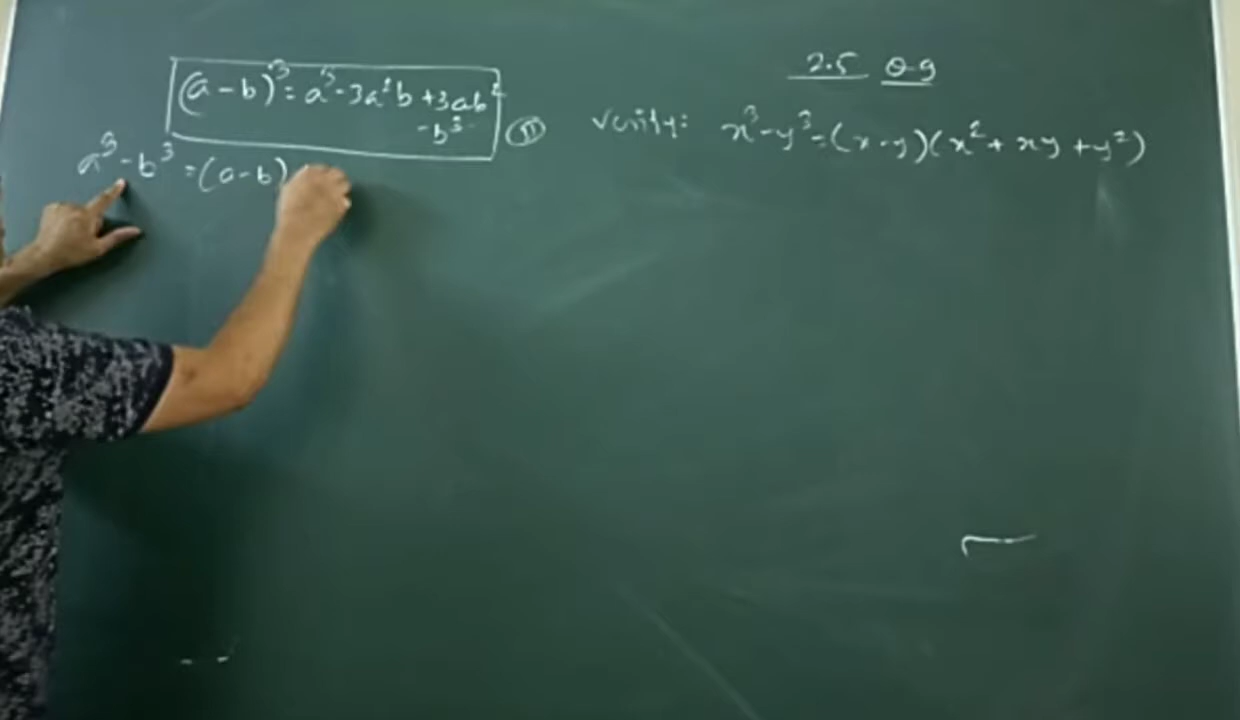 (a-b)³ = a³-3a²b +3ab²
-b³
a³-b³ =(a-b)
2.5 Q-9
(ii) Verify: x³-y³=(x-y)(x²+xy+y²)